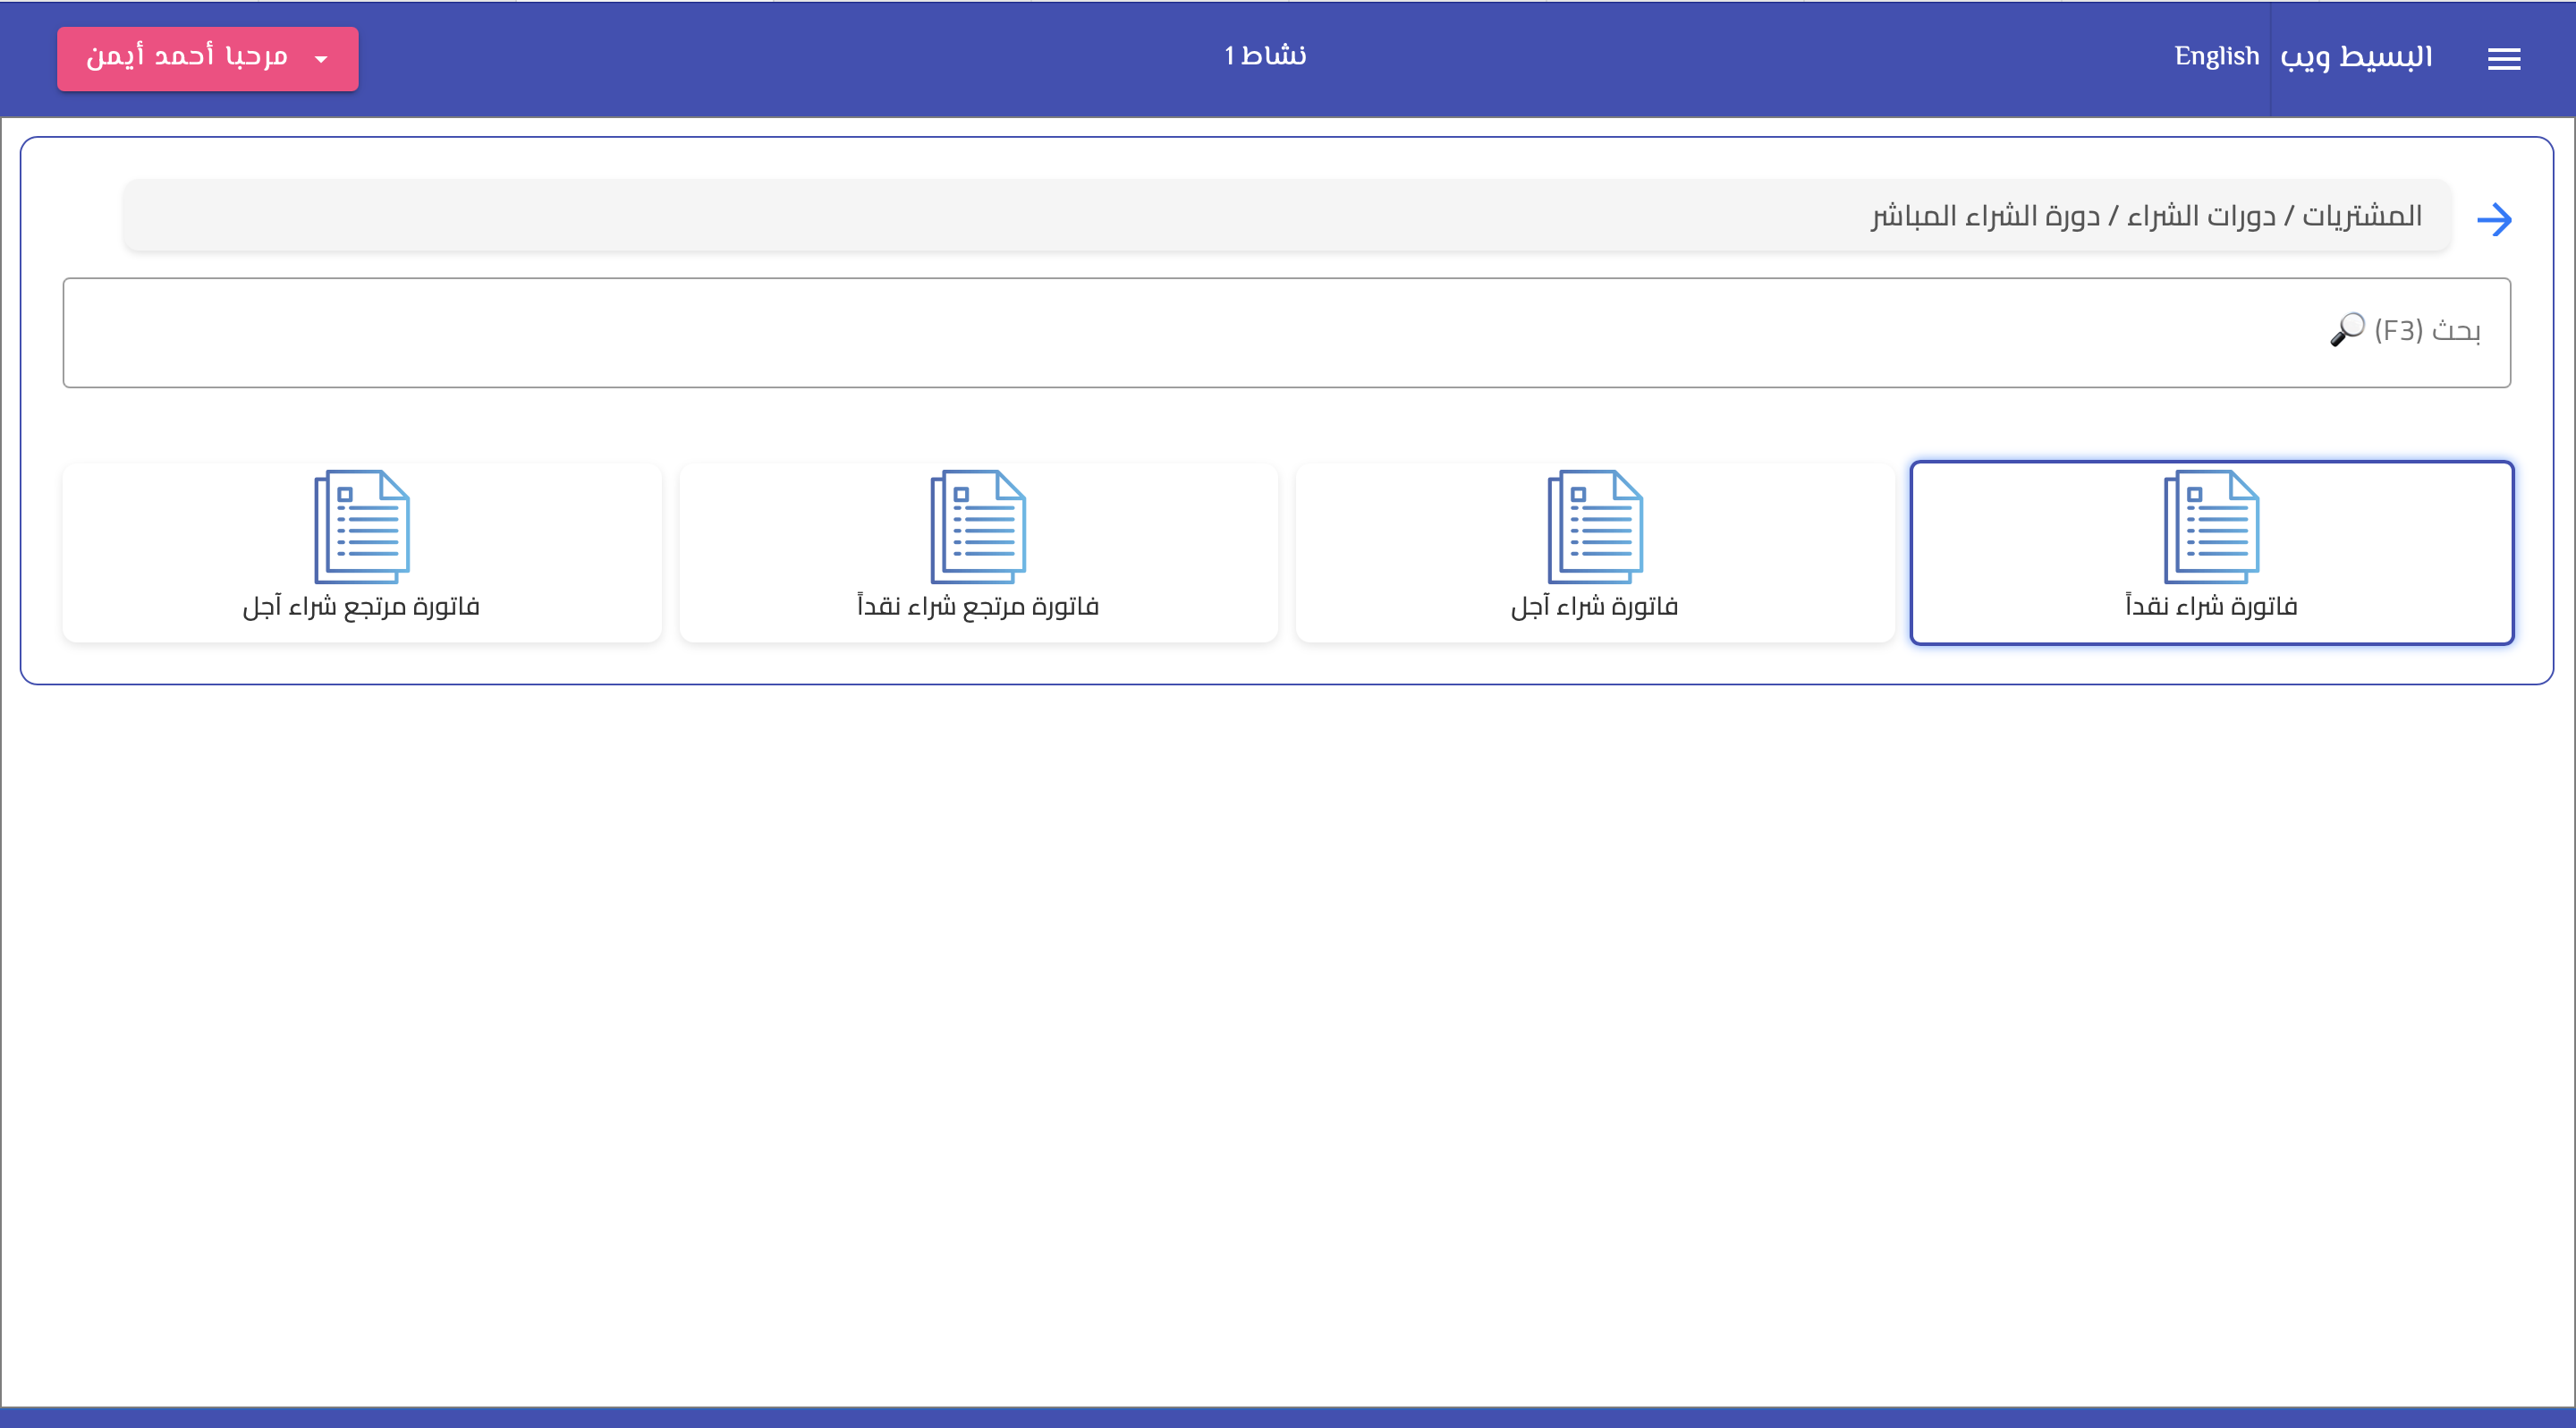 البسيط ويب English
نشاط 1
مرحبا أحمد أيمن
المشتريات / دورات الشراء / دورة الشراء المباشر
بحث (F3) 🔎
فاتورة شراء نقداً
فاتورة شراء آجل
فاتورة مرتجع شراء نقداً
فاتورة مرتجع شراء آجل